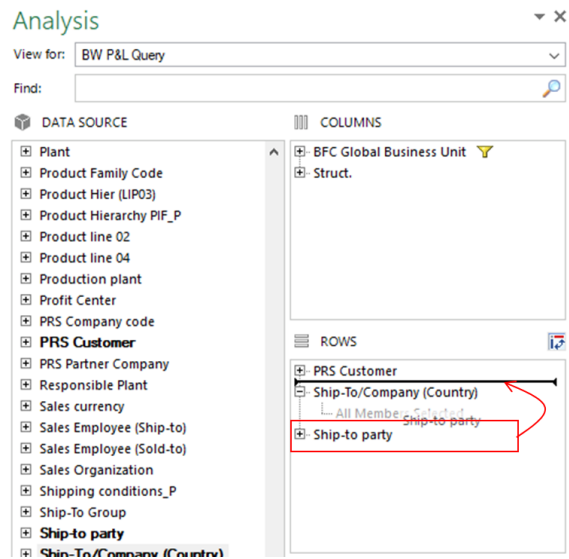 Analysis
View for: BW P&L Query
Find:
DATA SOURCE
Plant
Product Family Code
Product Hier (LIP03)
Product Hierarchy PIF_P
Product line 02
Product line 04
Production plant
Profit Center
PRS Company code
PRS Customer
PRS Partner Company
Responsible Plant
Sales currency
Sales Employee (Ship-to)
Sales Employee (Sold-to)
Sales Organization
Shipping conditions_P
Ship-To Group
Ship-to party
Ship-To/Company (Country)
COLUMNS
BFC Global Business Unit
Struct.
ROWS
PRS Customer
Ship-To/Company (Country)
All Members Selected
Ship-to party
Ship-to party